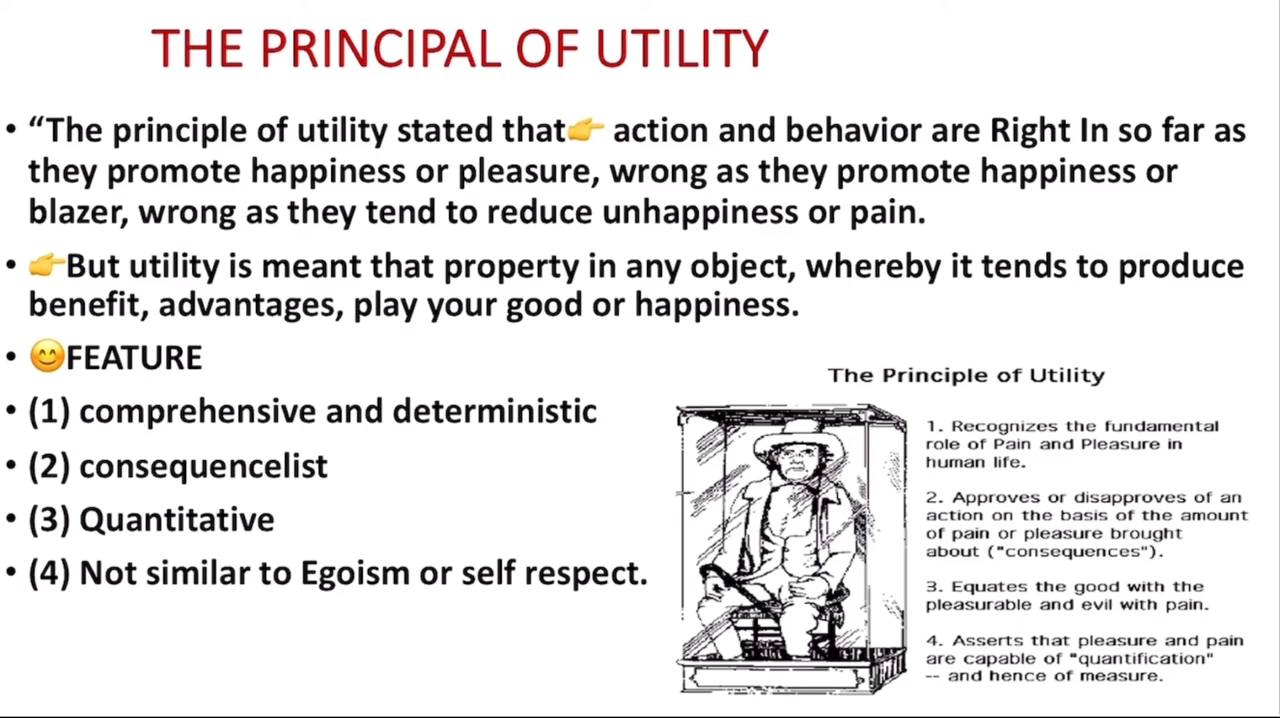 THE PRINCIPAL OF UTILITY
• “The principle of utility stated that👉 action and behavior are Right In so far as
they promote happiness or pleasure, wrong as they promote happiness or
blazer, wrong as they tend to reduce unhappiness or pain.
• 👉But utility is meant that property in any object, whereby it tends to produce
benefit, advantages, play your good or happiness.
• 😊FEATURE
• (1) comprehensive and deterministic
• (2) consequencelist
• (3) Quantitative
• (4) Not similar to Egoism or self respect.
The Principle of Utility
1. Recognizes the fundamental
role of Pain and Pleasure in
human life.
2. Approves or disapproves of an
action on the basis of the amount
of pain or pleasure brought
about ("consequences").
3. Equates the good with the
pleasurable and evil with pain.
4. Asserts that pleasure and pain
are capable of "quantification"
-- and hence of measure.